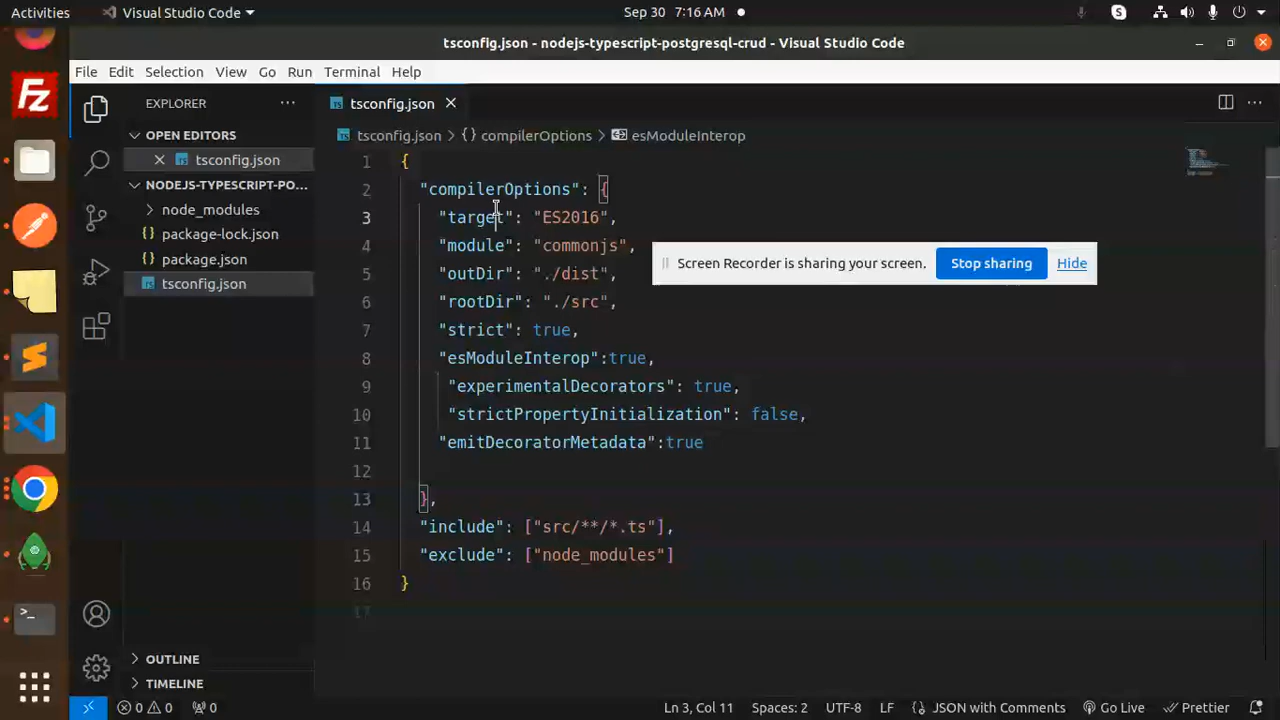 Activities
Visual Studio Code
Sep 30 7:16 AM
tsconfig.json - nodejs-typescript-postgresql-crud - Visual Studio Code
File Edit Selection View Go Run Terminal Help
EXPLORER
OPEN EDITORS
tsconfig.json
NODEJS-TYPESCRIPT-PO...
node_modules
package-lock.json
package.json
tsconfig.json
OUTLINE
TIMELINE
tsconfig.json
tsconfig.json > {} compilerOptions > esModuleInterop
1 {
2 "compilerOptions": {
3 "target": "ES2016",
4 "module": "commonjs",
5 "outDir": "./dist",
6 "rootDir": "./src",
7 "strict": true,
8 "esModuleInterop":true,
9 "experimentalDecorators": true,
10 "strictPropertyInitialization": false,
11 "emitDecoratorMetadata":true
12
13 },
14 "include": ["src/**/*.ts"],
15 "exclude": ["node_modules"]
16 }
17
Screen Recorder is sharing your screen. Stop sharing Hide
0 0 0 Ln 3, Col 11 Spaces: 2 UTF-8 LF {} JSON with Comments Go Live Prettier